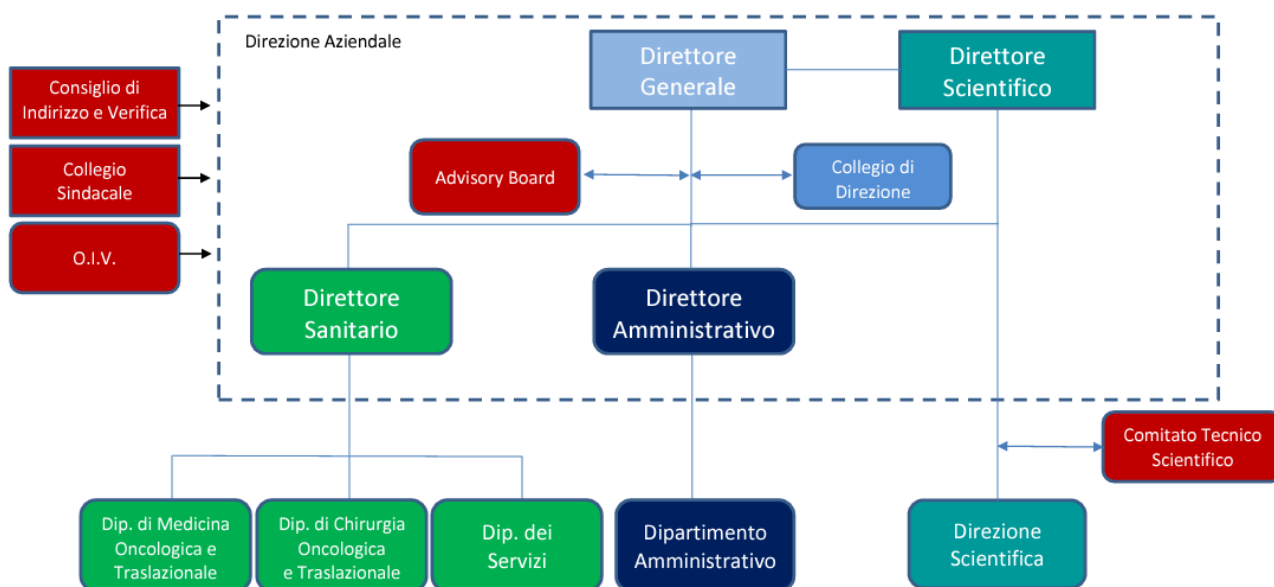 Direzione Aziendale
Direttore
Generale
Direttore
Scientifico
Consiglio di
Indirizzo e Verifica
Collegio
Sindacale
O.I.V.
Advisory Board
Collegio di
Direzione
Direttore
Sanitario
Direttore
Amministrativo
Comitato Tecnico
Scientifico
Dip. di Medicina
Oncologica e
Traslazionale
Dip. di Chirurgia
Oncologica
e Traslazionale
Dip. dei
Servizi
Dipartimento
Amministrativo
Direzione
Scientifica